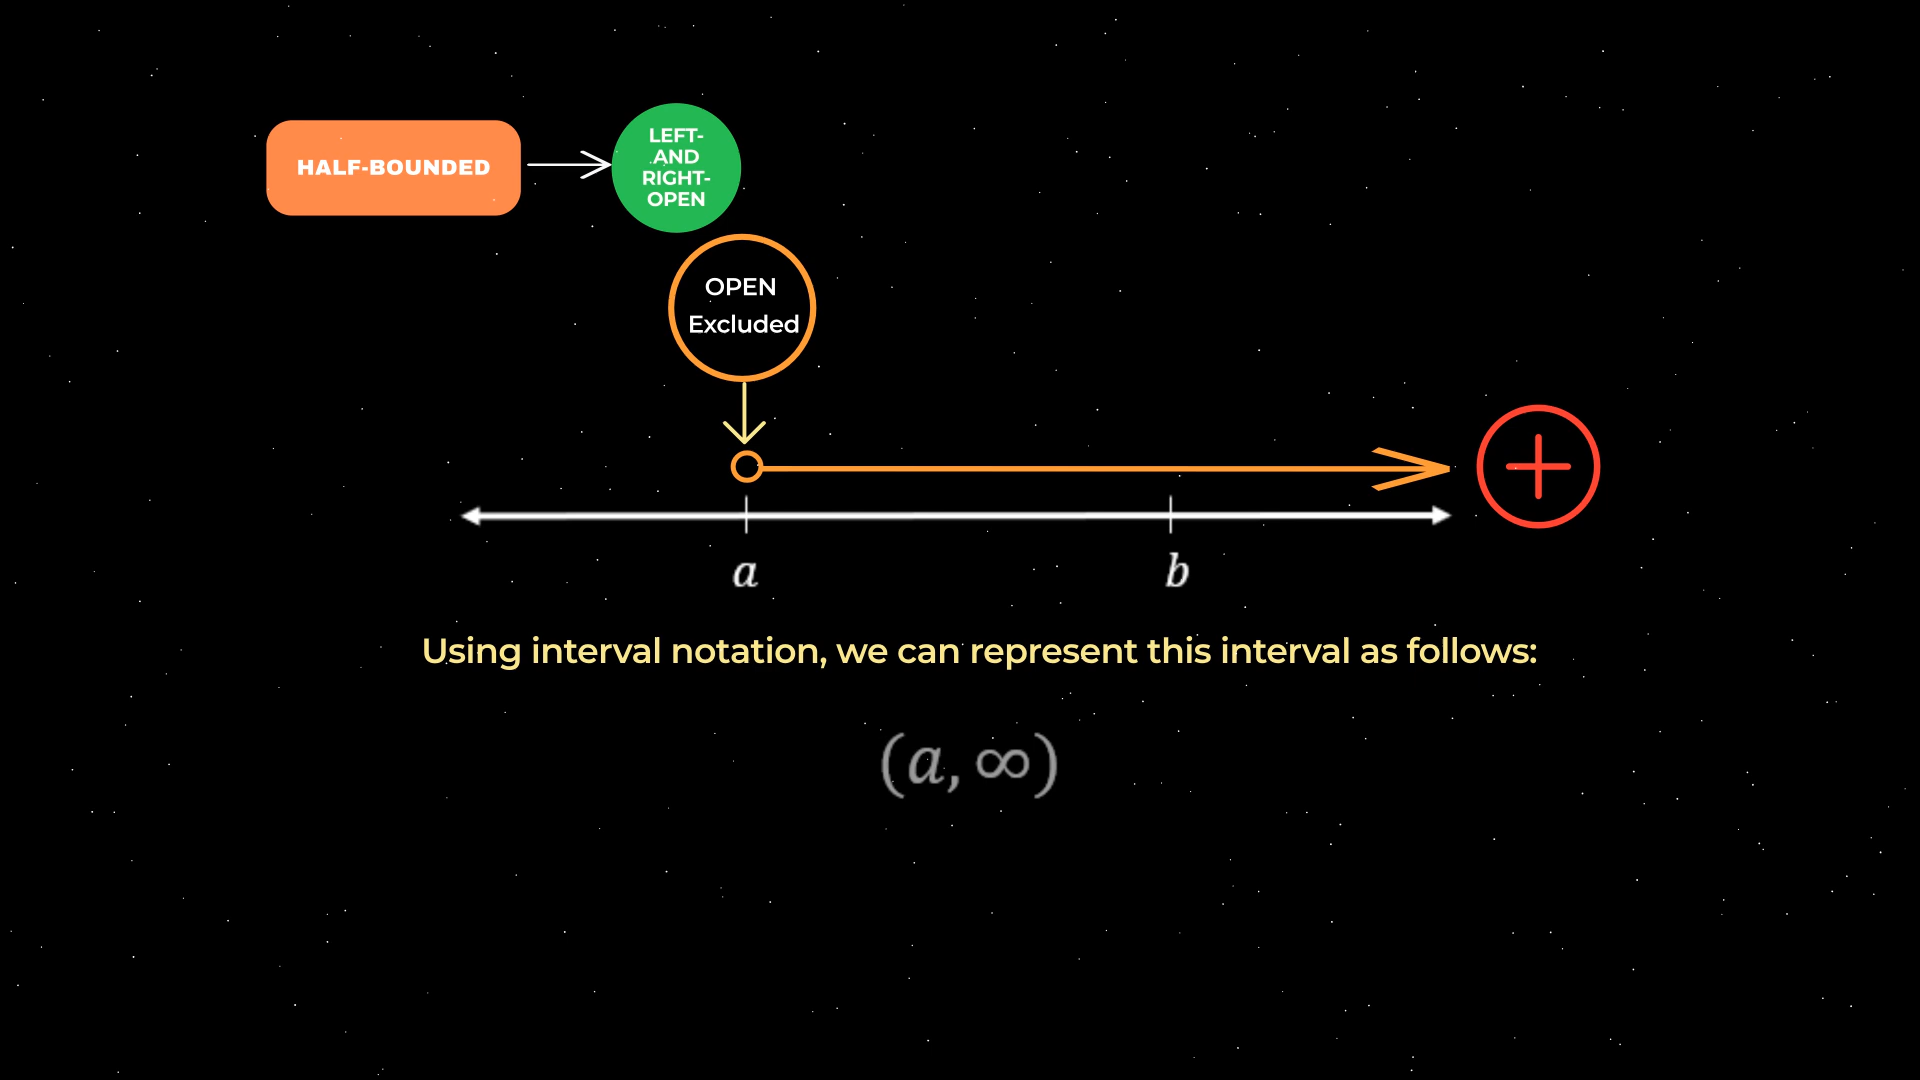 HALF-BOUNDED
LEFT-
AND
RIGHT-
OPEN
OPEN
Excluded
a
b
Using interval notation, we can represent this interval as follows:
(a, ∞)